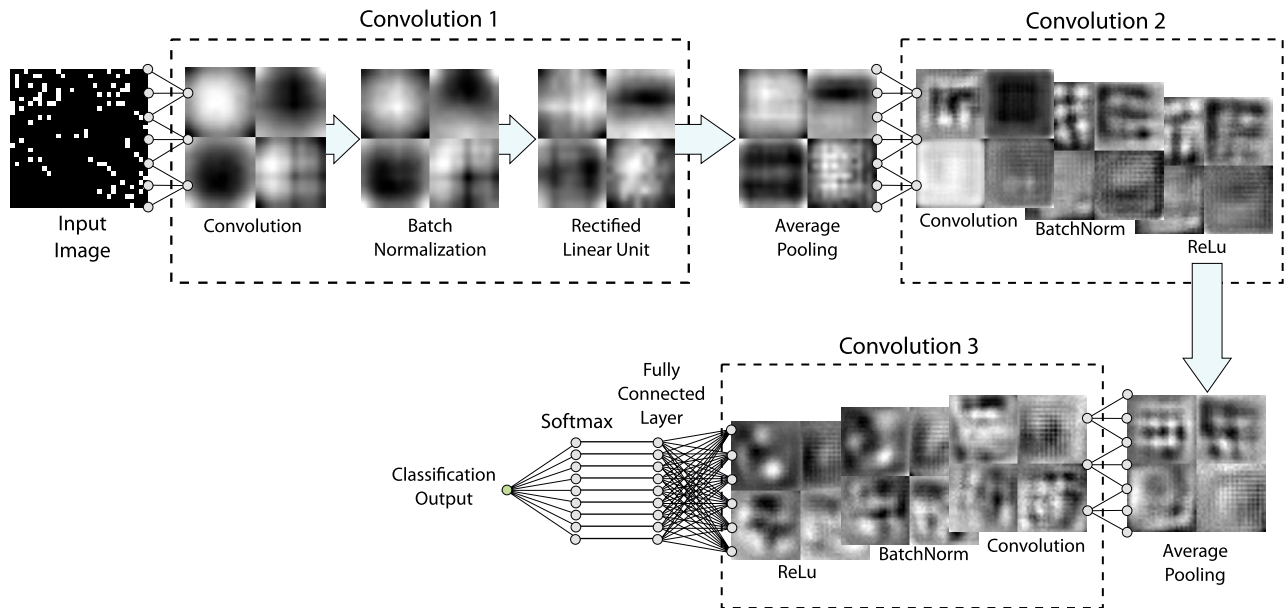 Convolution 1
Convolution 2
Input
Image
Convolution
Batch
Normalization
Rectified
Linear Unit
Average
Pooling
Convolution
BatchNorm
ReLu
Convolution 3
Fully
Connected
Layer
Softmax
Classification
Output
ReLu
BatchNorm
Convolution
Average
Pooling